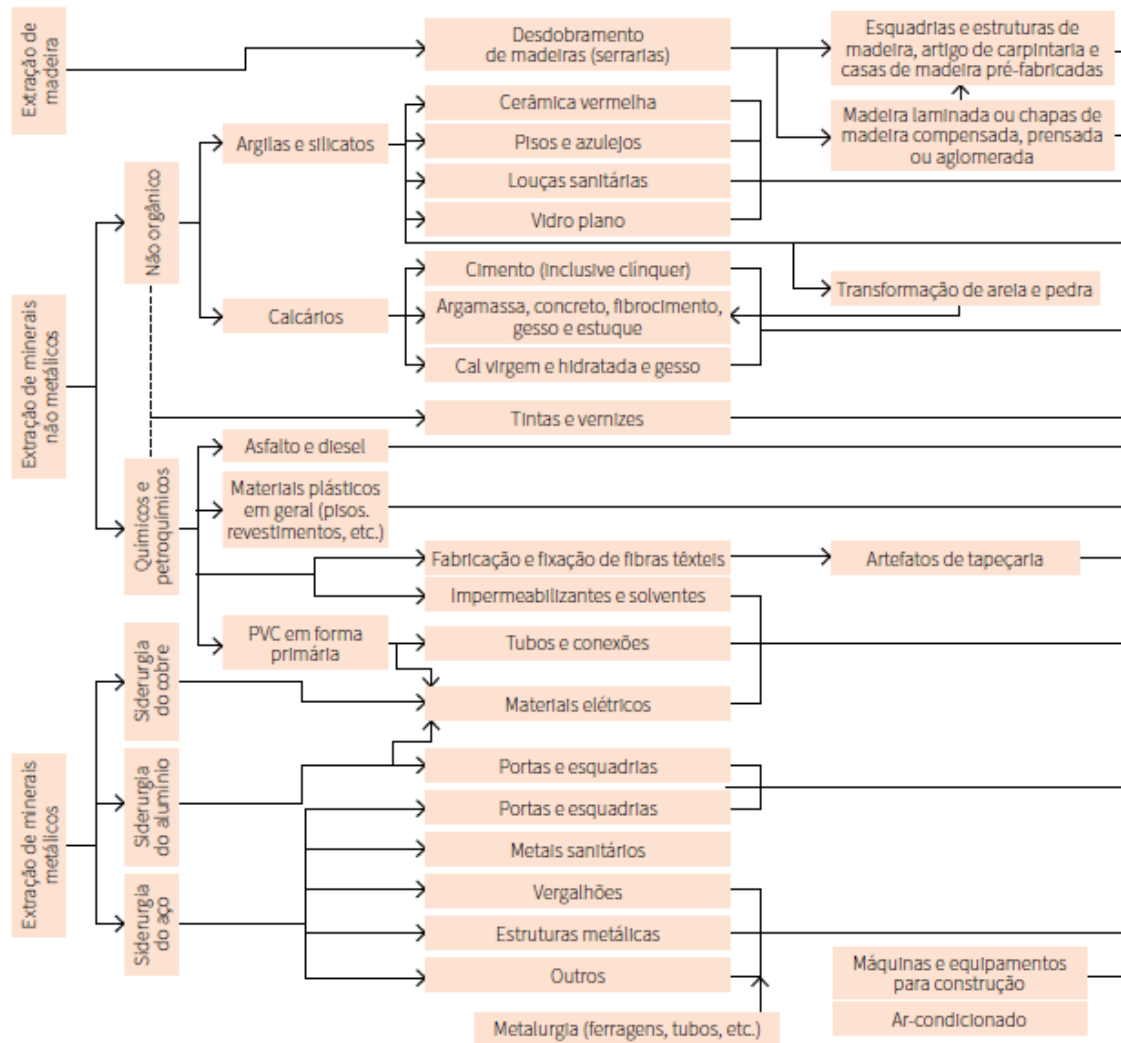 Extração de
madeira
Desdobramento
de madeiras (serrarias)
Esquadrias e estruturas de
madeira, artigo de carpintaria e
casas de madeira pré-fabricadas
Madeira laminada ou chapas de
madeira compensada, prensada
ou aglomerada
Extração de minerais
não metálicos
Não orgânico
Argilas e silicatos
Cerâmica vermelha
Pisos e azulejos
Louças sanitárias
Vidro plano
Calcários
Cimento (inclusive clínquer)
Argamassa, concreto, fibrocimento,
gesso e estuque
Cal virgem e hidratada e gesso
Transformação de areia e pedra
Tintas e vernizes
Químicos e
petroquímicos
Asfalto e diesel
Materiais plásticos
em geral (pisos.
revestimentos, etc.)
Fabricação e fixação de fibras têxteis
Artefatos de tapeçaria
Impermeabilizantes e solventes
PVC em forma
primária
Tubos e conexões
Materiais elétricos
Extração de minerais
metálicos
Siderurgia
do cobre
Siderurgia
do alumínio
Siderurgia
do aço
Portas e esquadrias
Portas e esquadrias
Metais sanitários
Vergalhões
Estruturas metálicas
Outros
Metalurgia (ferragens, tubos, etc.)
Máquinas e equipamentos
para construção
Ar-condicionado